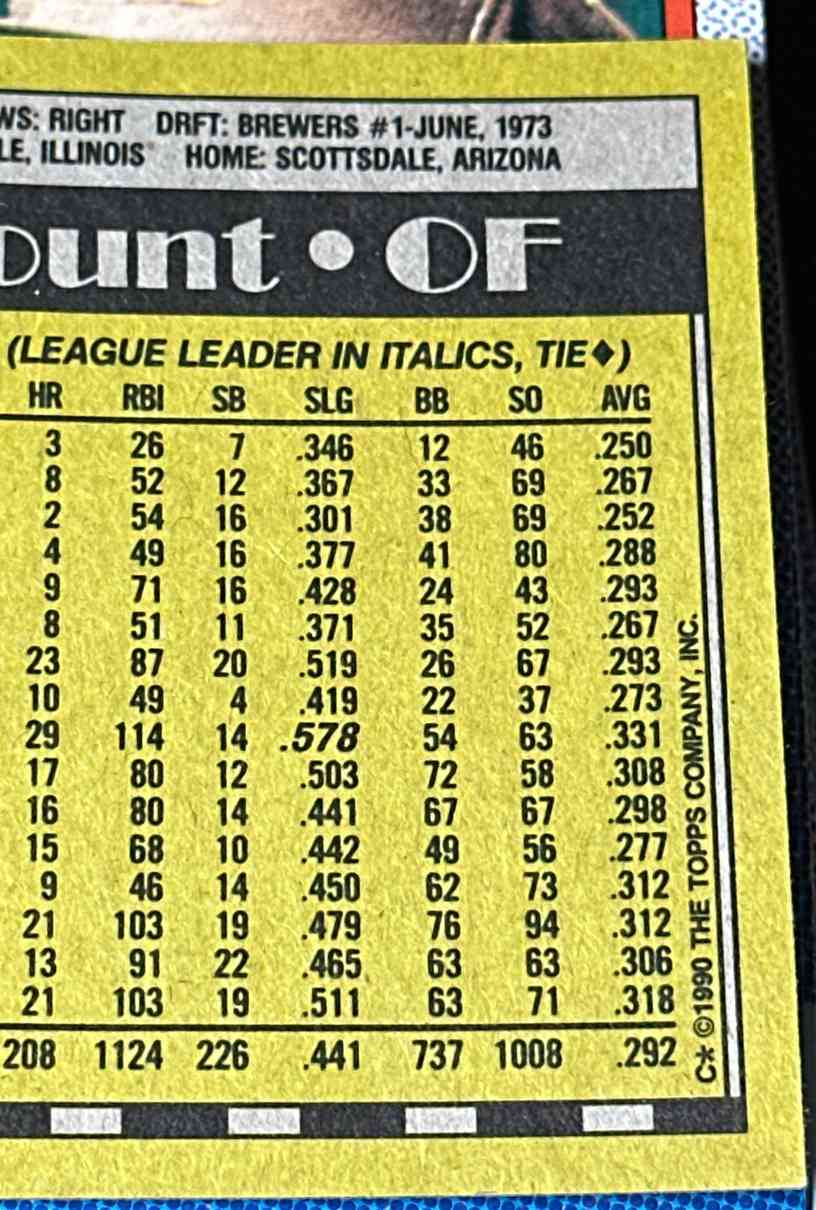 WS: RIGHT DRFT: BREWERS #1-JUNE, 1973
LE, ILLINOIS HOME: SCOTTSDALE, ARIZONA
ount • OF
(LEAGUE LEADER IN ITALICS, TIE◆)
HR RBI SB SLG BB SO AVG
3 26 7 .346 12 46 .250
8 52 12 .367 33 69 .267
2 54 16 .301 38 69 .252
4 49 16 .377 41 80 .288
9 71 16 .428 24 43 .293
8 51 11 .371 35 52 .267
23 87 20 .519 26 67 .293
10 49 4 .419 22 37 .273
29 114 14 .578 54 63 .331
17 80 12 .503 72 58 .308
16 80 14 .441 67 67 .298
15 68 10 .442 49 56 .277
9 46 14 .450 62 73 .312
21 103 19 .479 76 94 .312
13 91 22 .465 63 63 .306
21 103 19 .511 63 71 .318
208 1124 226 .441 737 1008 .292
C* ©1990 THE TOPPS COMPANY, INC.